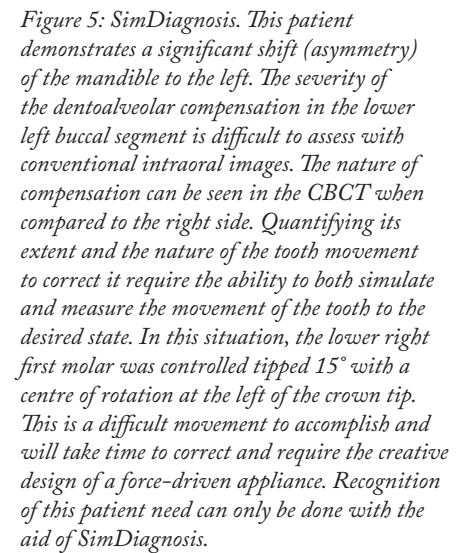 Figure 5: SimDiagnosis. This patient
demonstrates a significant shift (asymmetry)
of the mandible to the left. The severity of
the dentoalveolar compensation in the lower
left buccal segment is difficult to assess with
conventional intraoral images. The nature of
compensation can be seen in the CBCT when
compared to the right side. Quantifying its
extent and the nature of the tooth movement
to correct it require the ability to both simulate
and measure the movement of the tooth to the
desired state. In this situation, the lower right
first molar was controlled tipped 15° with a
centre of rotation at the left of the crown tip.
This is a difficult movement to accomplish and
will take time to correct and require the creative
design of a force-driven appliance. Recognition
of this patient need can only be done with the
aid of SimDiagnosis.